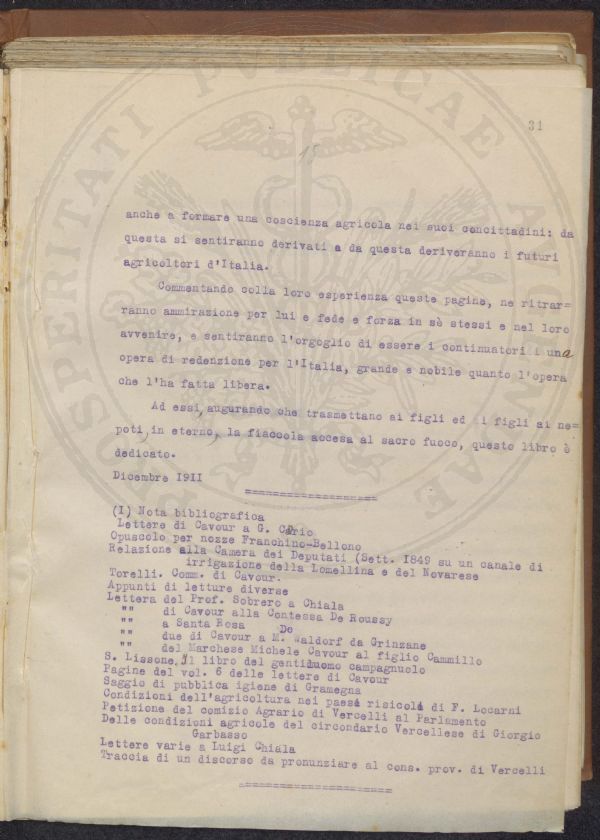 31
15
anche a formare una coscienza agricola nei suoi concittadini: da
questa si sentiranno derivati e da questa deriveranno i futuri
agricoltori d'Italia.
Commentando colla loro esperienza queste pagine, ne ritrar=
ranno ammirazione per lui e fede e forza in sè stessi e nel loro
avvenire, e sentiranno l'orgoglio di essere i continuatori i una
opera di redenzione per l'Italia, grande e nobile quanto l'opera
che l'ha fatta libera.
Ad essi, augurando che trasmettano ai figli ed ai figli ai ne=
poti, in eterno, la fiaccola accesa al sacro fuoco, questo libro è
dedicato.
Dicembre I9II
===================
(I) Nota bibliografica
Lettere di Cavour a G. Cario
Opuscolo per nozze Franchino-Bellono
Relazione alla Camera dei Deputati (Sett. I849 su un canale di
irrigazione della Lomellina e del Novarese
Torelli. Comm. di Cavour.
Appunti di letture diverse
Lettera del Prof. Sobrero a Chiala
"" di Cavour alla Contessa De Roussy
"" a Santa Rosa
"" due di Cavour a M. De Waldorf da Grinzane
"" del Marchese Michele Cavour al figlio Cammillo
S. Lissone, Il libro del gentiluomo campagnuolo
Pagine del vol. 6 delle lettere di Cavour
Saggio di pubblica igiene di Gramegna
Condizioni dell'agricoltura nei paesi risicoli di F. Locarni
Petizione del comizio Agrario di Vercelli al Parlamento
Delle condizioni agricole del circondario Vercellese di Giorgio
Garbasso
Lettere varie a Luigi Chiala
Traccia di un discorso da pronunziare al cons. prov. di Vercelli
======================
PROSPERITATI PVBLICAE